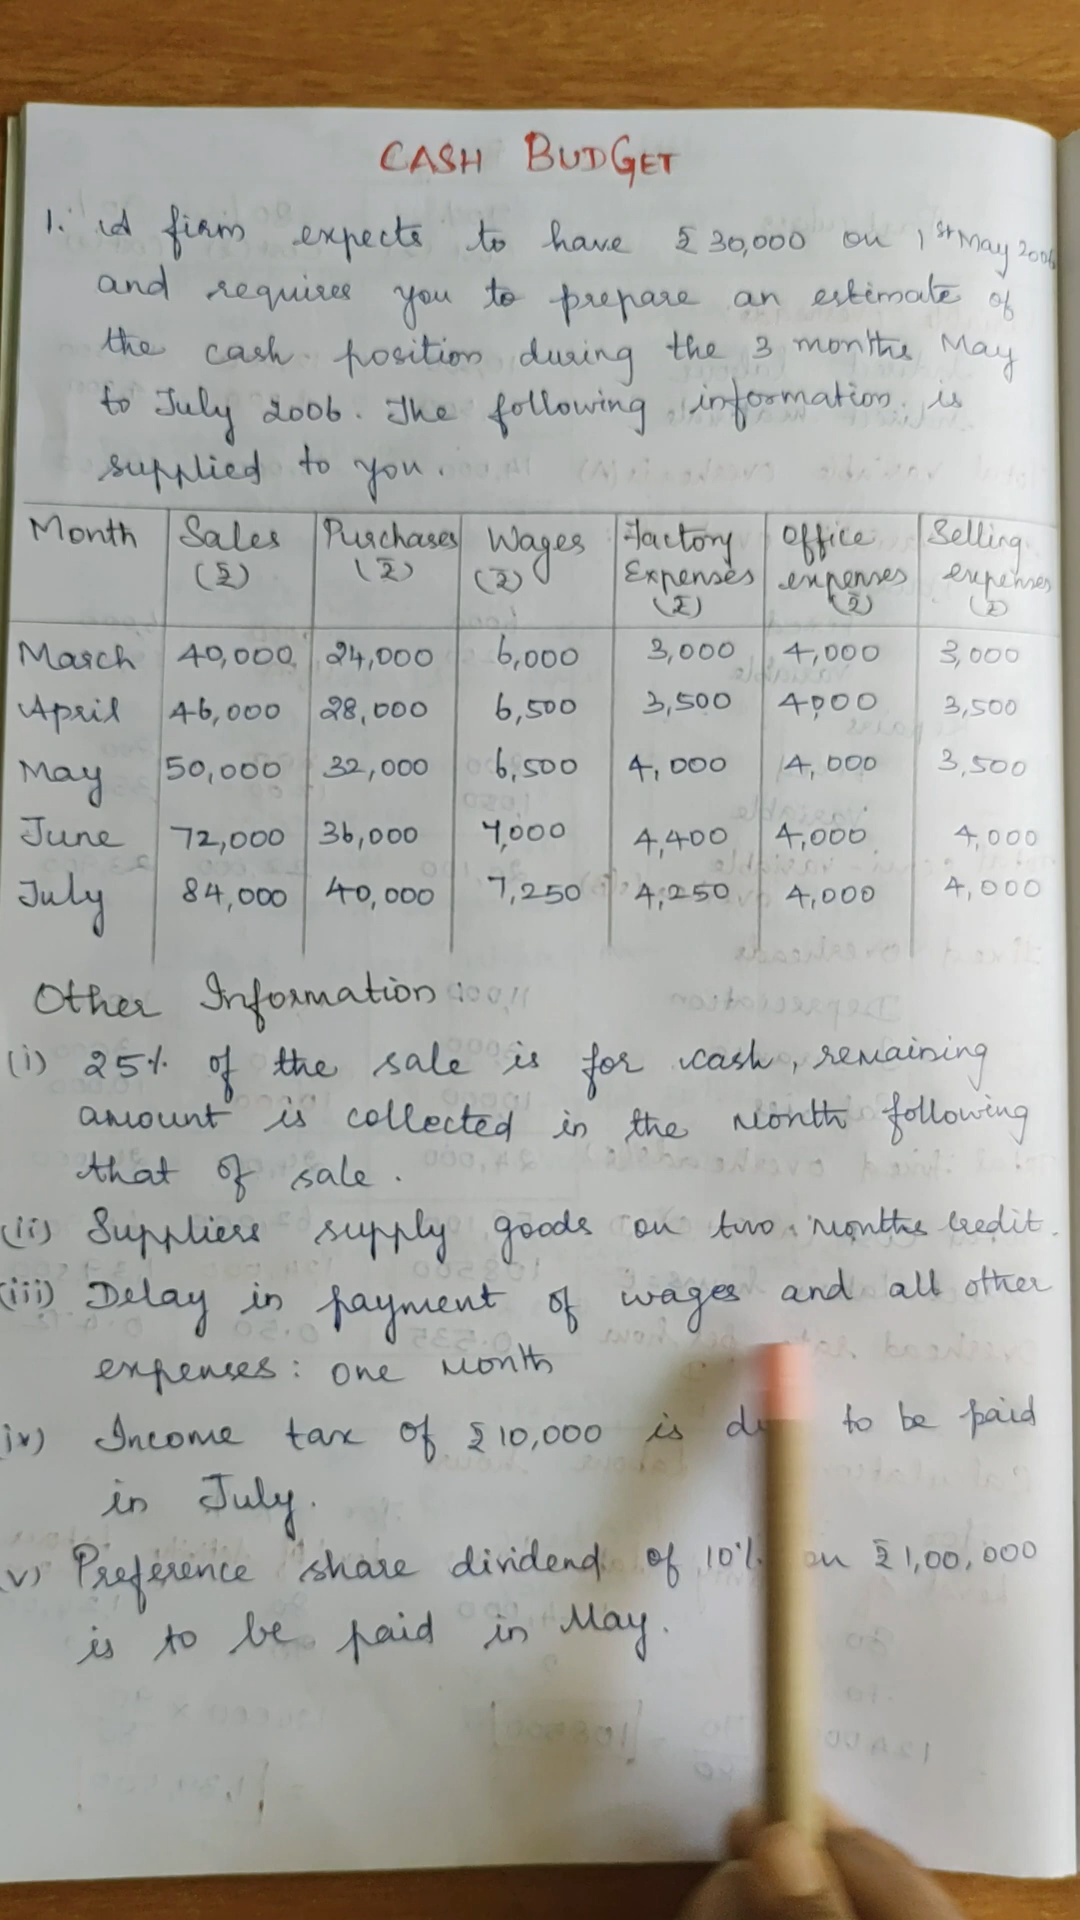 CASH BUDGET
1. A firm expects to have ₹ 30,000 on 1st May 2006
and requires you to prepare an estimate of
the cash position during the 3 months May
to July 2006. The following information is
supplied to you.
Month Sales (₹) Purchases (₹) Wages (₹) Factory Expenses (₹) Office expenses (₹) Selling expenses (₹)
March 40,000 24,000 6,000 3,000 4,000 3,000
April 46,000 28,000 6,500 3,500 4,000 3,500
May 50,000 32,000 6,500 4,000 4,000 3,500
June 72,000 36,000 7,000 4,400 4,000 4,000
July 84,000 40,000 7,250 4,250 4,000 4,000
Other Information:
(i) 25% of the sale is for cash, remaining
amount is collected in the month following
that of sale.
(ii) Suppliers supply goods on two months credit.
(iii) Delay in payment of wages and all other
expenses: one month
iv) Income tax of ₹ 10,000 is to be paid
in July.
v) Preference share dividend of 10% on ₹ 1,00,000
is to be paid in May.